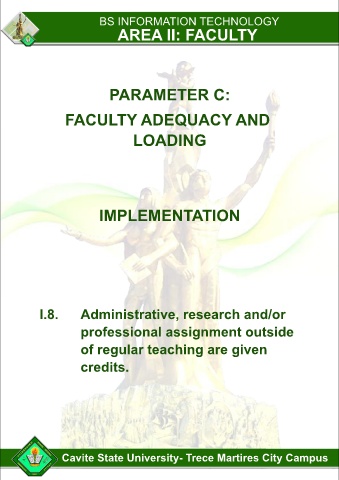 BS INFORMATION TECHNOLOGY
AREA II: FACULTY
PARAMETER C:
FACULTY ADEQUACY AND
LOADING
IMPLEMENTATION
I.8. Administrative, research and/or
professional assignment outside
of regular teaching are given
credits.
Cavite State University- Trece Martires City Campus